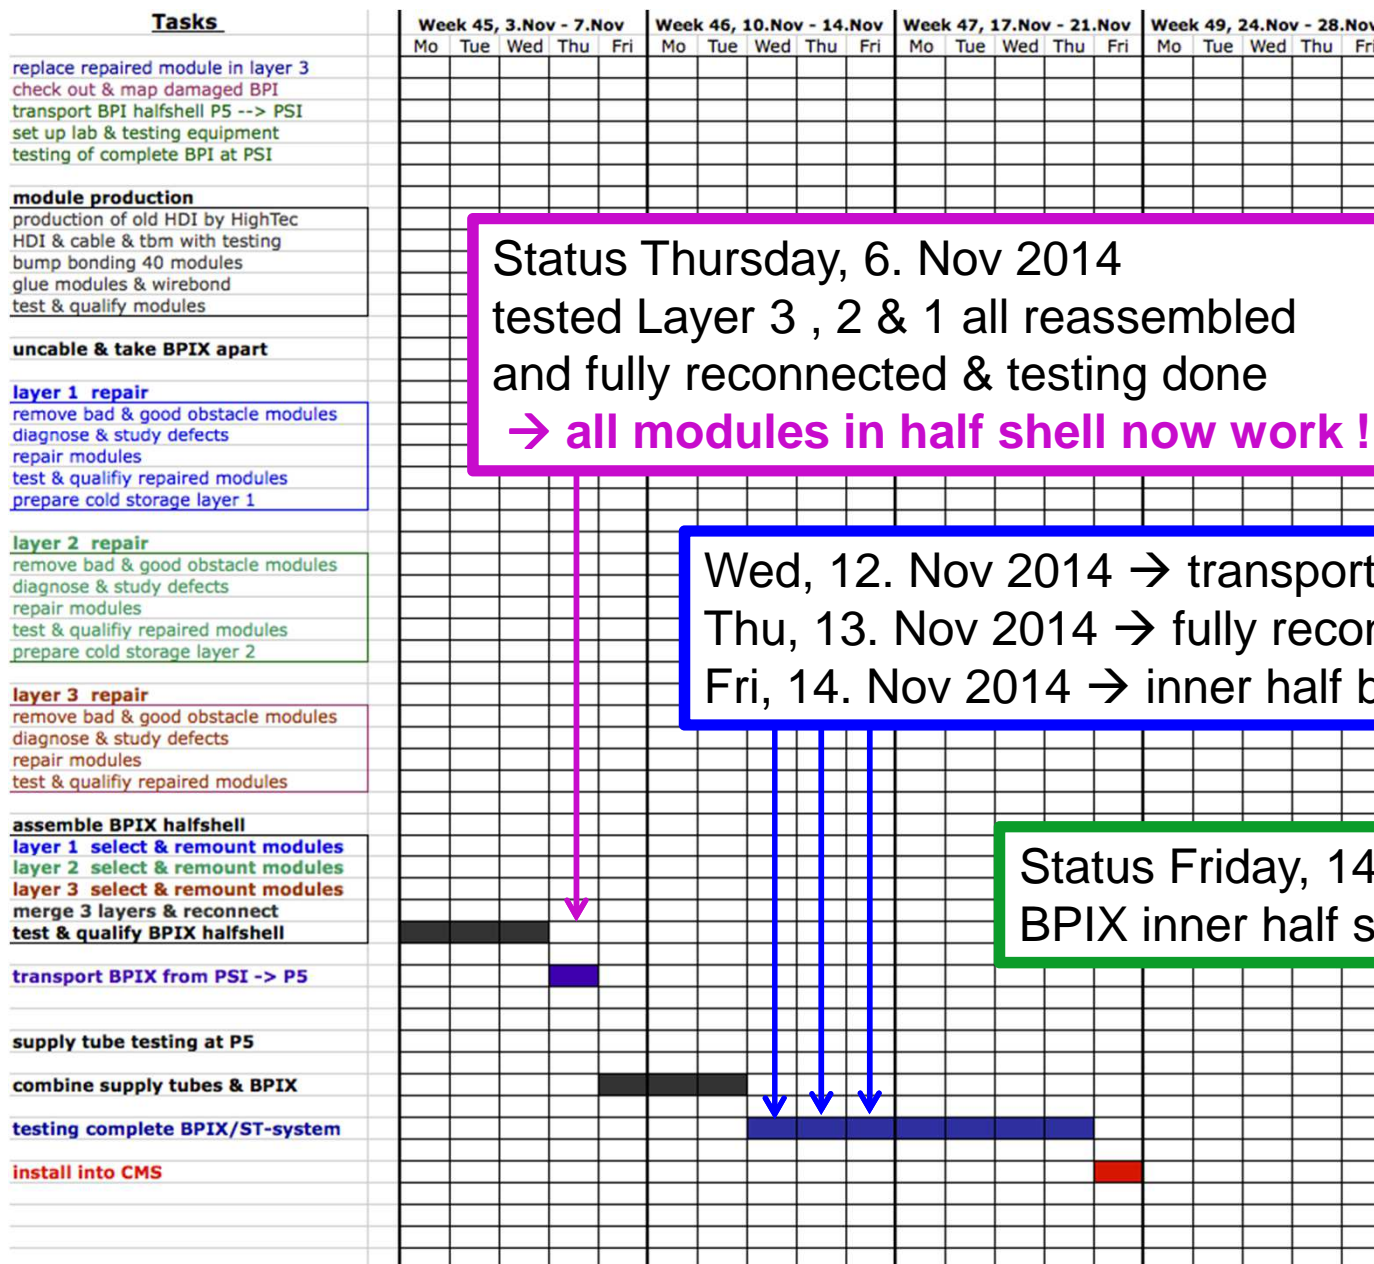 Tasks
Week 45, 3.Nov - 7.Nov Week 46, 10.Nov - 14.Nov Week 47, 17.Nov - 21.Nov Week 49, 24.Nov - 28.Nov
Mo Tue Wed Thu Fri Mo Tue Wed Thu Fri Mo Tue Wed Thu Fri Mo Tue Wed Thu Fri
replace repaired module in layer 3
check out & map damaged BPI
transport BPI halfshell P5 --> PSI
set up lab & testing equipment
testing of complete BPI at PSI
module production
production of old HDI by HighTec
HDI & cable & tbm with testing
bump bonding 40 modules
glue modules & wirebond
test & qualify modules
uncable & take BPIX apart
layer 1 repair
remove bad & good obstacle modules
diagnose & study defects
repair modules
test & qualifiy repaired modules
prepare cold storage layer 1
layer 2 repair
remove bad & good obstacle modules
diagnose & study defects
repair modules
test & qualifiy repaired modules
prepare cold storage layer 2
layer 3 repair
remove bad & good obstacle modules
diagnose & study defects
repair modules
test & qualifiy repaired modules
assemble BPIX halfshell
layer 1 select & remount modules
layer 2 select & remount modules
layer 3 select & remount modules
merge 3 layers & reconnect
test & qualify BPIX halfshell
transport BPIX from PSI -> P5
supply tube testing at P5
combine supply tubes & BPIX
testing complete BPIX/ST-system
install into CMS
Status Thursday, 6. Nov 2014
tested Layer 3 , 2 & 1 all reassembled
and fully reconnected & testing done
→ all modules in half shell now work !
Wed, 12. Nov 2014 → transport
Thu, 13. Nov 2014 → fully recon
Fri, 14. Nov 2014 → inner half b
Status Friday, 14
BPIX inner half s